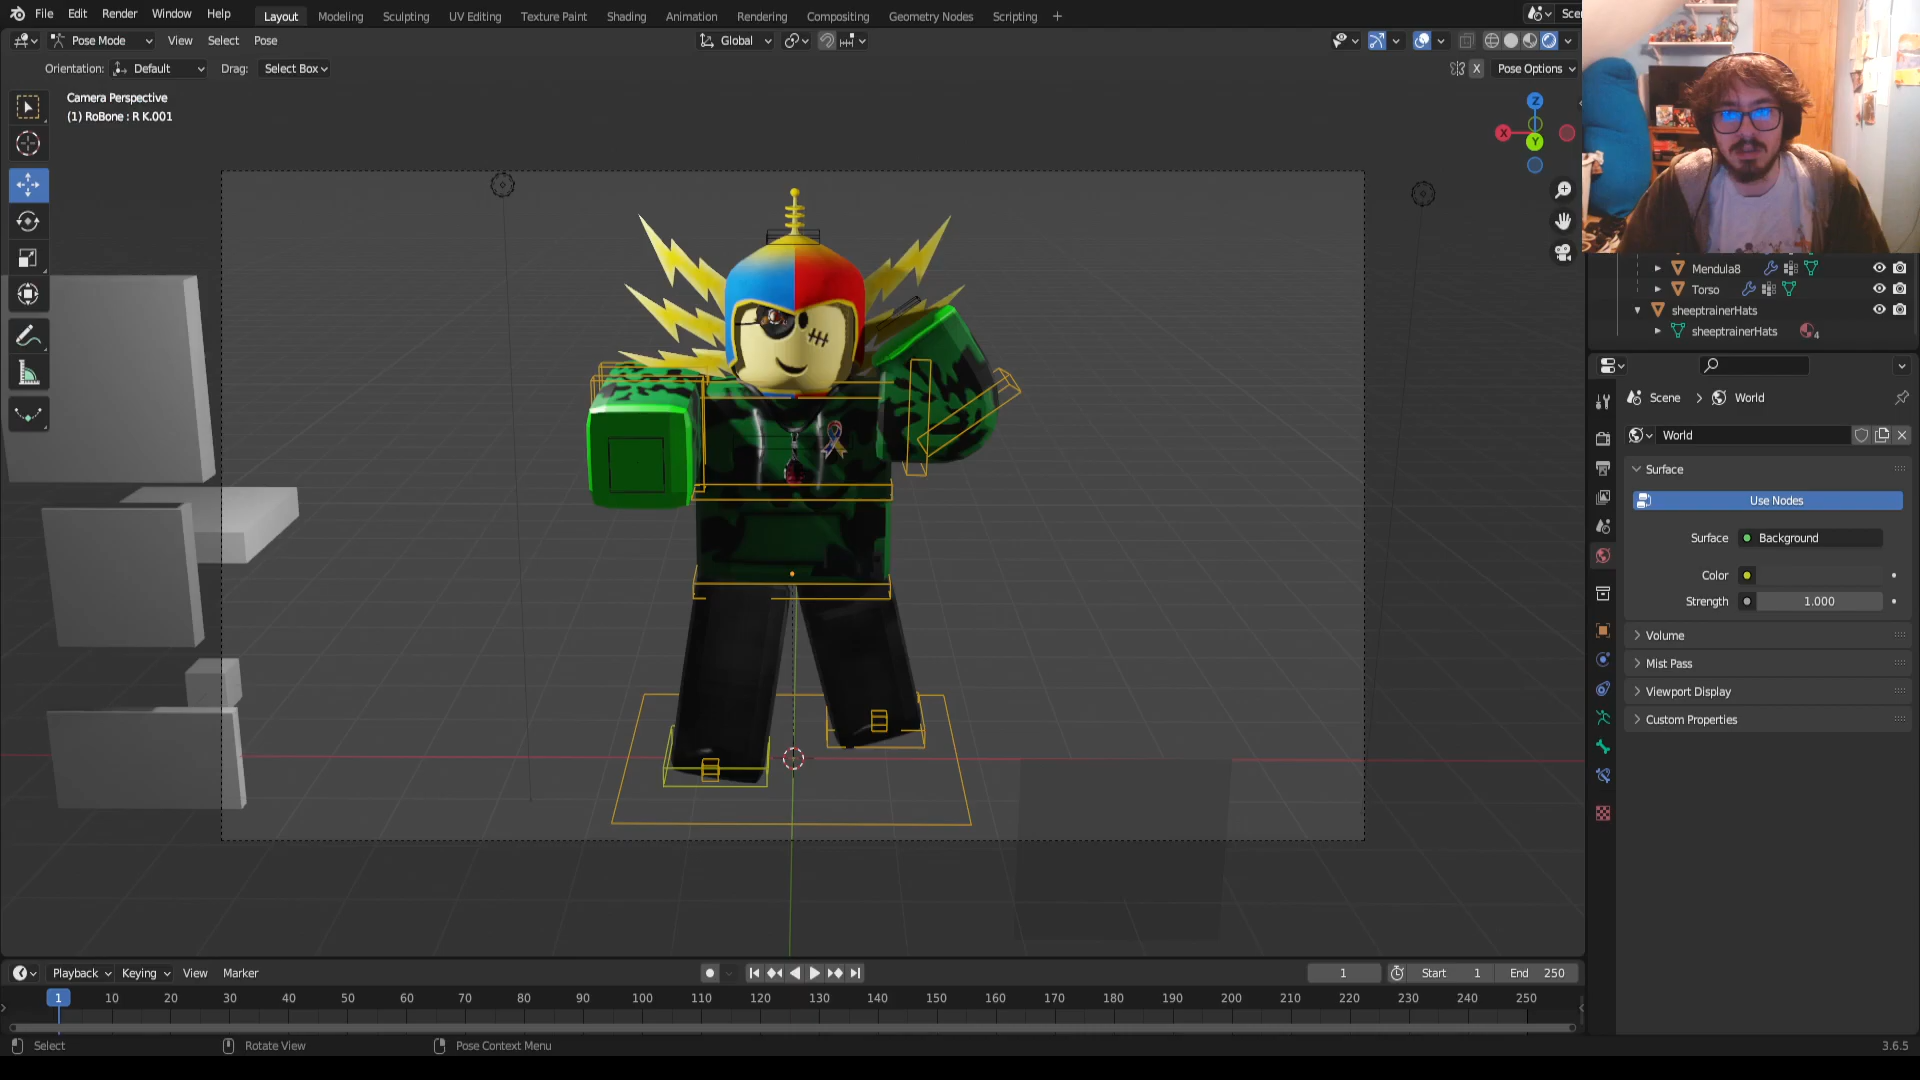 File Edit Render Window Help Layout Modeling Sculpting UV Editing Texture Paint Shading Animation Rendering Compositing Geometry Nodes Scripting + Scer
Pose Mode View Select Pose Global
Orientation: Default Drag: Select Box X Pose Options
Camera Perspective
(1) RoBone : R K.001
Z
X
Y
Mendula8
Torso
sheeptrainerHats
sheeptrainerHats 4
Scene > World
World
Surface
Use Nodes
Surface Background
Color
Strength 1.000
Volume
Mist Pass
Viewport Display
Custom Properties
Playback Keying View Marker 1 Start 1 End 250
1 10 20 30 40 50 60 70 80 90 100 110 120 130 140 150 160 170 180 190 200 210 220 230 240 250
Select Rotate View Pose Context Menu 3.6.5